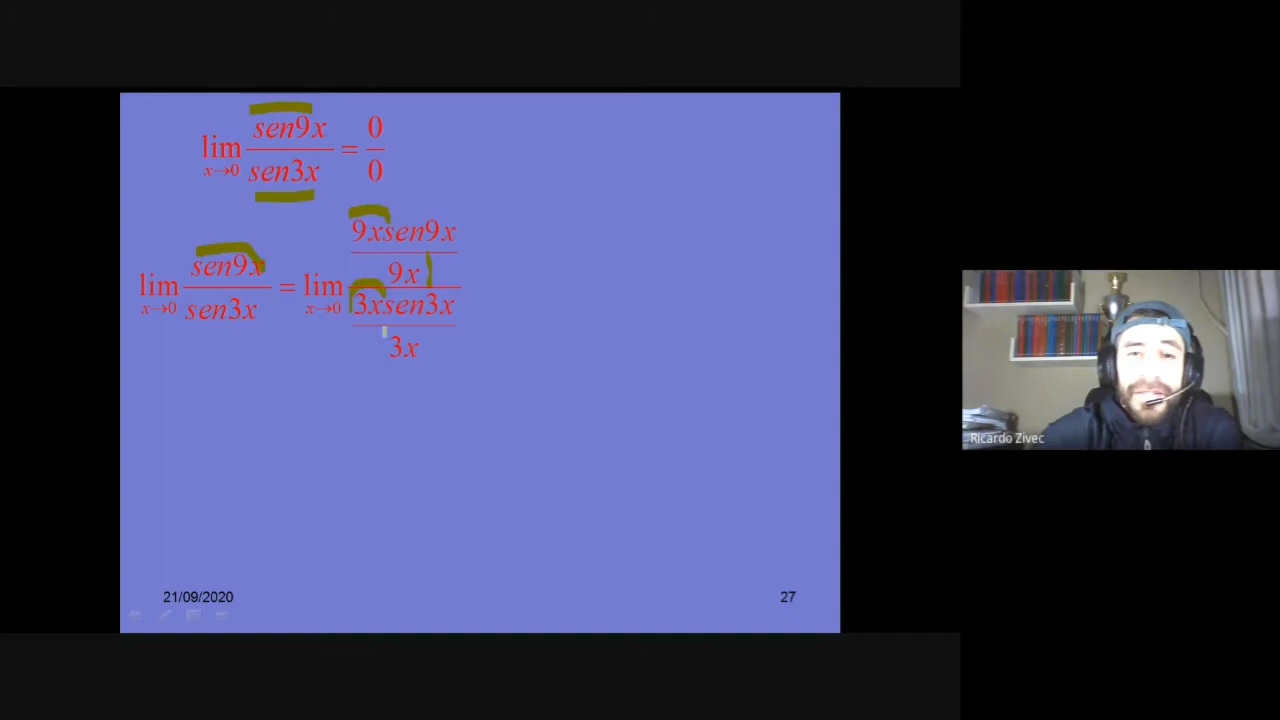 lim x→0 sen9x/sen3x = 0/0
lim x→0 sen9x/sen3x = lim x→0 (9xsen9x/9x)/(3xsen3x/3x)
Ricardo Zivec
21/09/2020
27